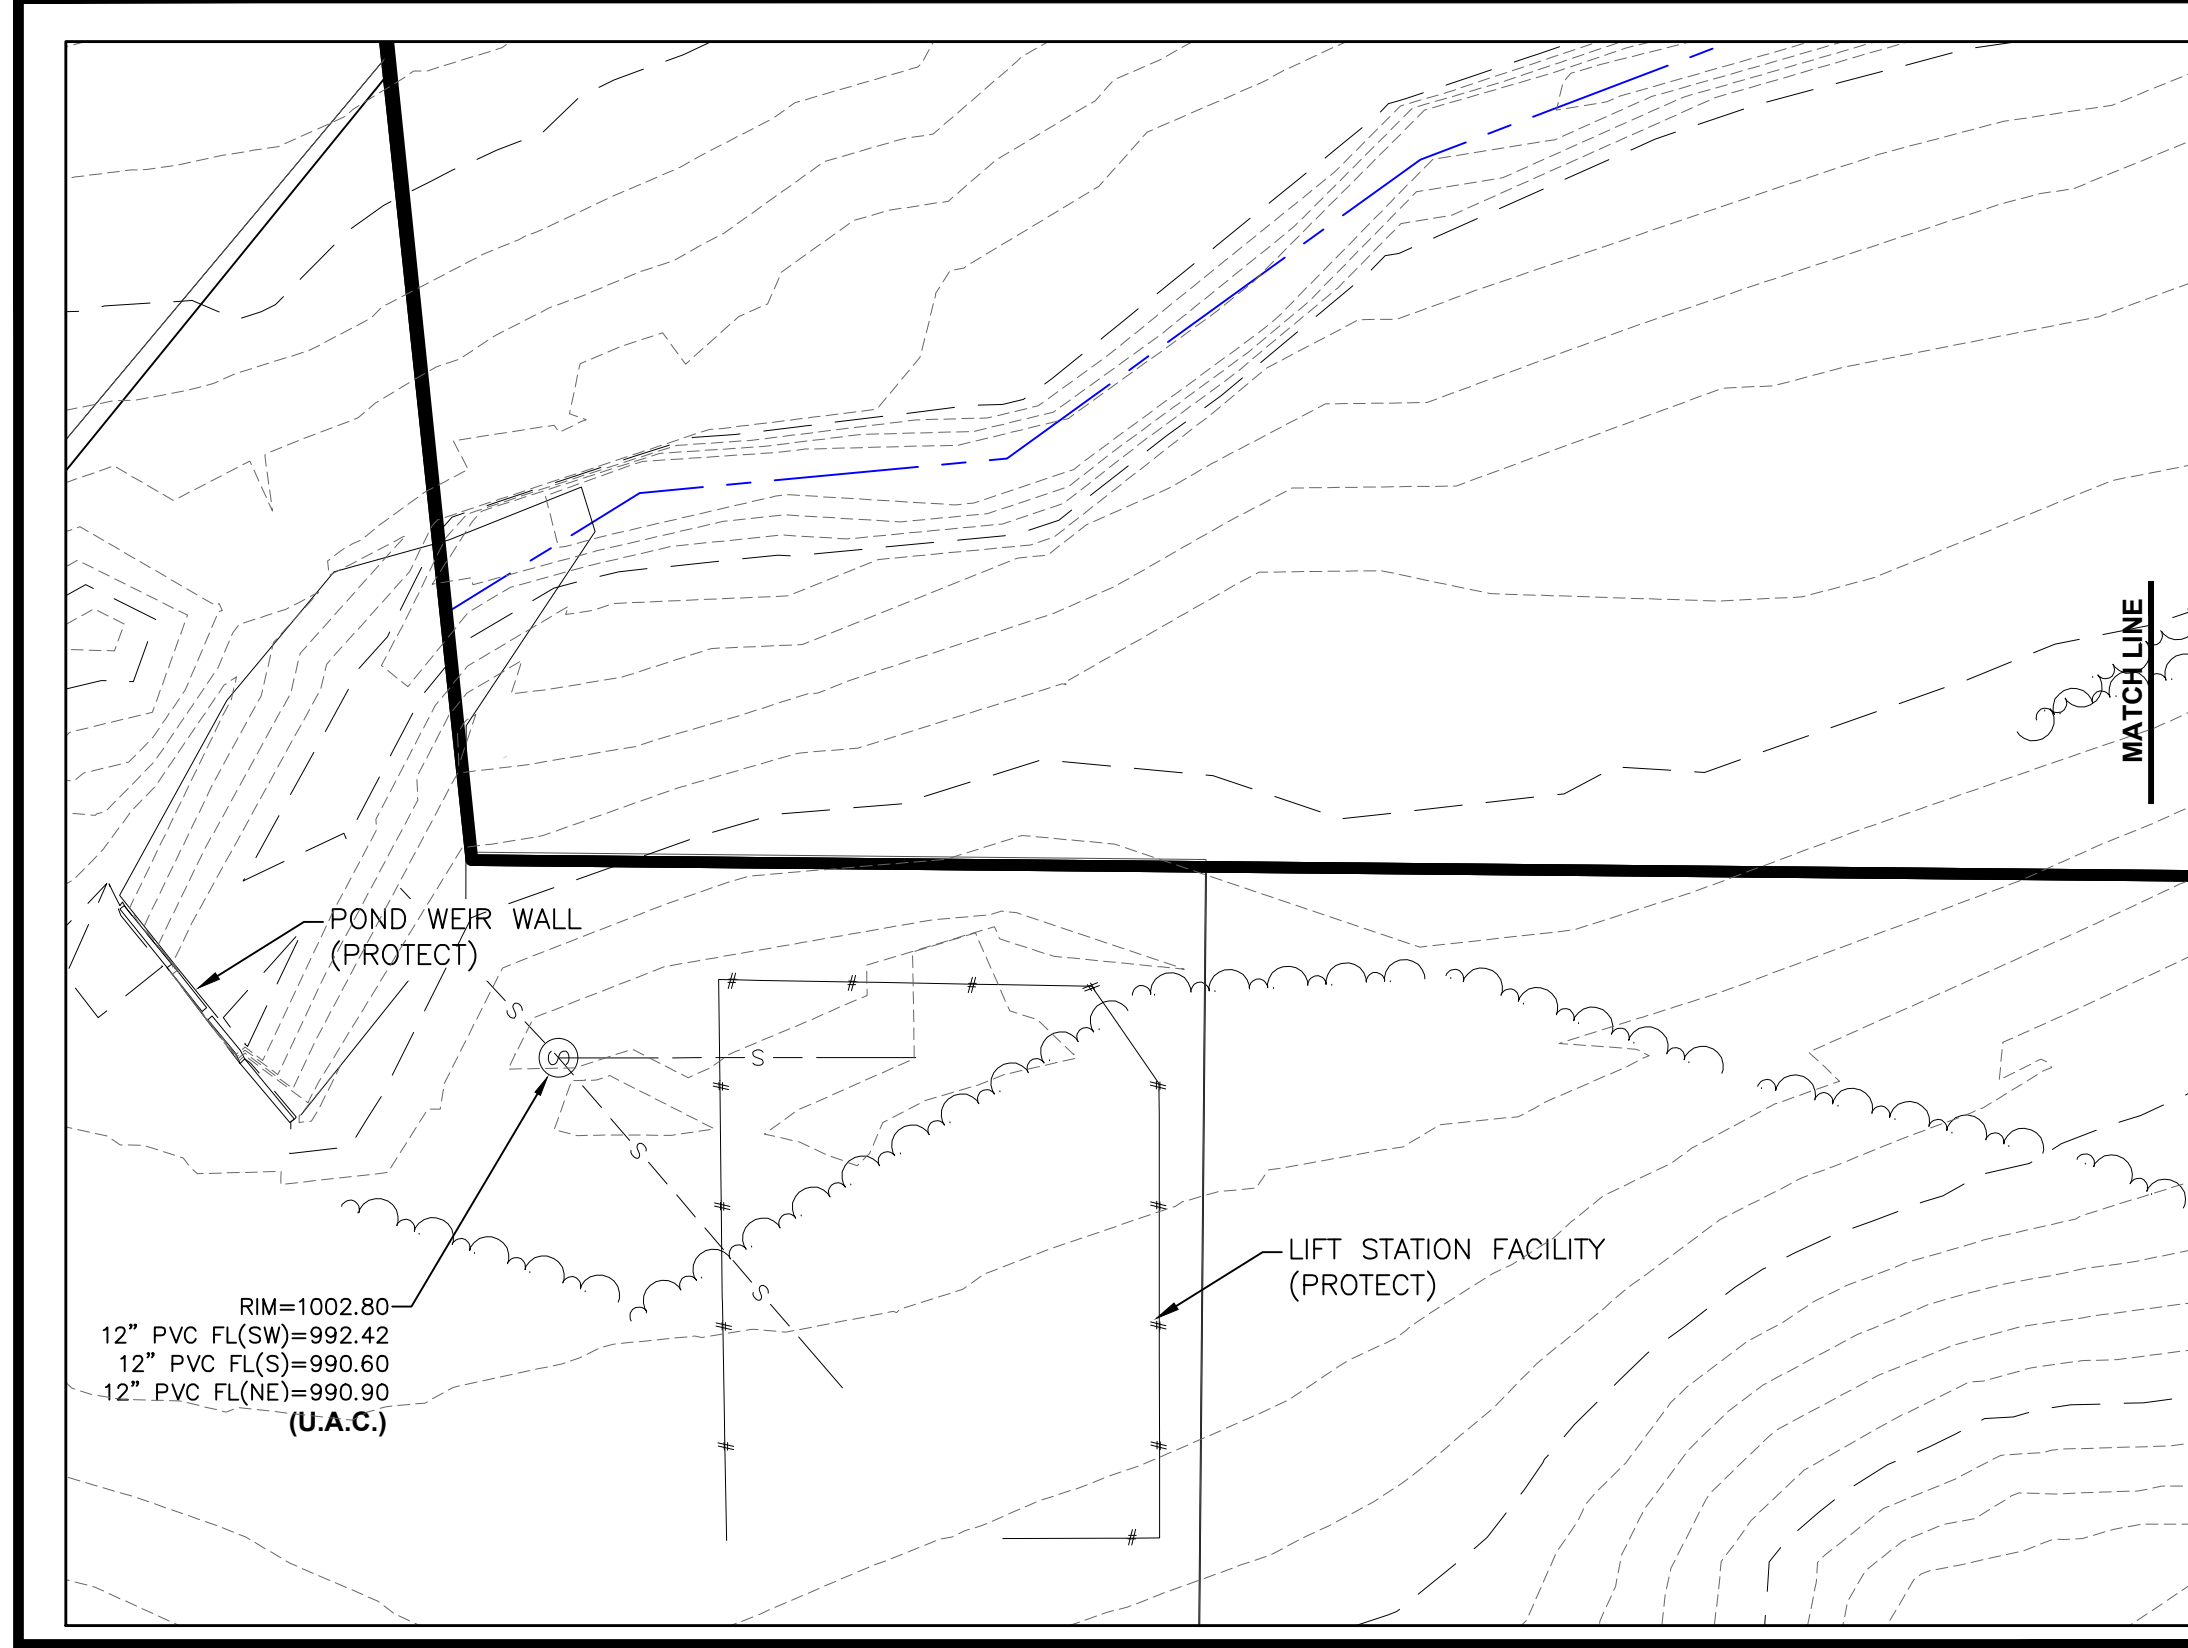 MATCH LINE
POND WEIR WALL
(PROTECT)
S
S
S
S
S
LIFT STATION FACILITY
(PROTECT)
RIM=1002.80
12" PVC FL(SW)=992.42
12" PVC FL(S)=990.60
12" PVC FL(NE)=990.90
(U.A.C.)